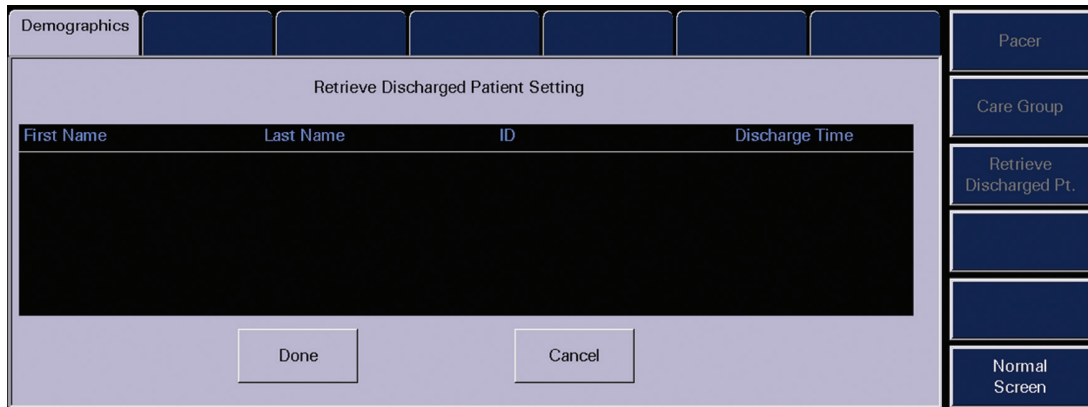 Demographics
Retrieve Discharged Patient Setting
First Name Last Name ID Discharge Time
Done Cancel
Pacer
Care Group
Retrieve
Discharged Pt.
Normal
Screen